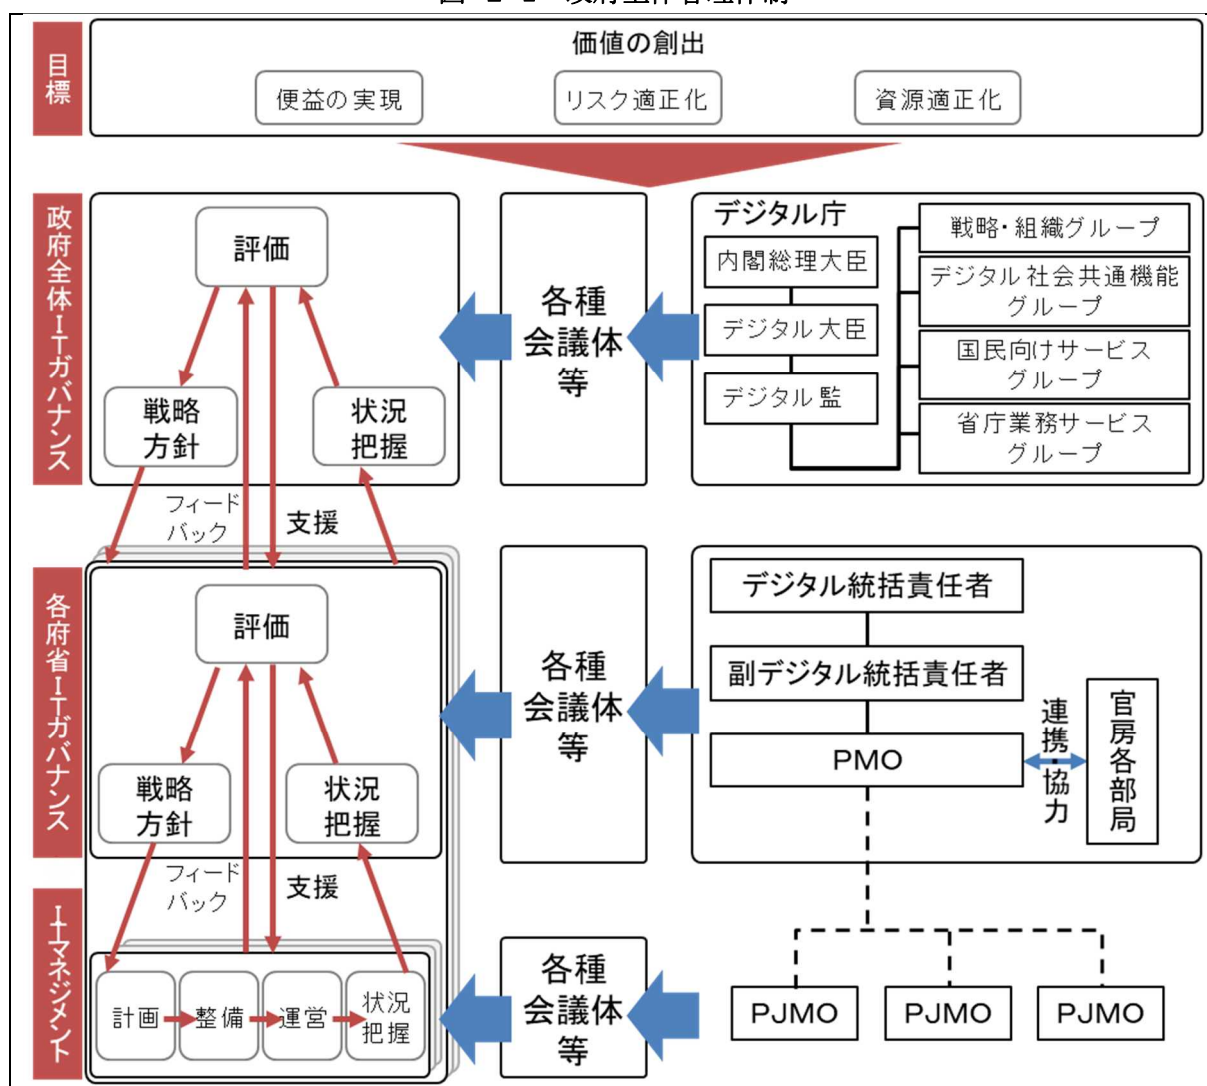 目標
価値の創出
便益の実現
リスク適正化
資源適正化
政府全体ITガバナンス
評価
戦略
方針
状況
把握
各種
会議体
等
デジタル庁
内閣総理大臣
デジタル大臣
デジタル監
戦略・組織グループ
デジタル社会共通機能
グループ
国民向けサービス
グループ
省庁業務サービス
グループ
フィード
バック
支援
各府省ITガバナンス
評価
戦略
方針
状況
把握
各種
会議体
等
デジタル統括責任者
副デジタル統括責任者
PMO
連携・協力
官房各部局
フィード
バック
支援
ITマネジメント
計画
整備
運営
状況
把握
各種
会議体
等
PJMO
PJMO
PJMO